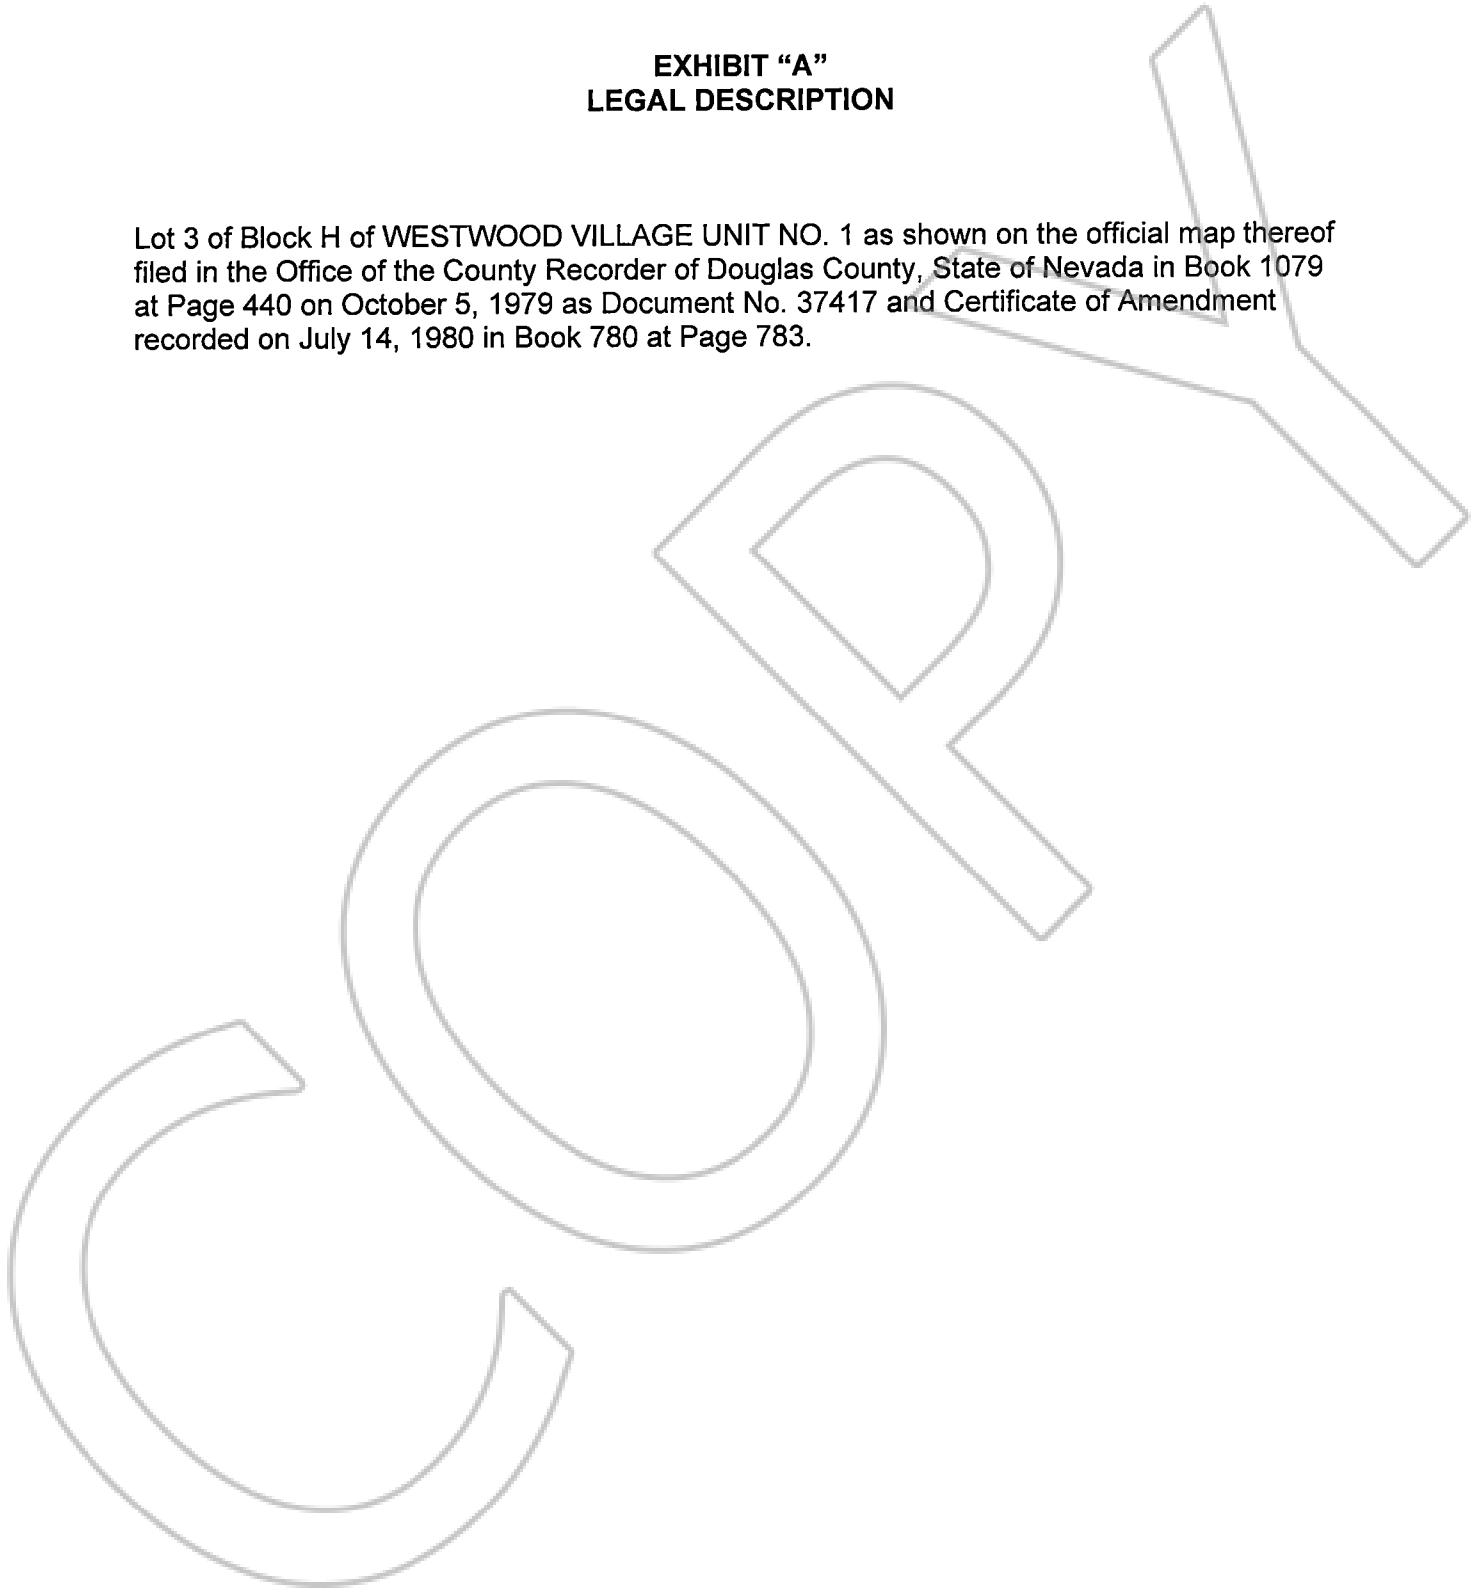 EXHIBIT “A”
LEGAL DESCRIPTION
Lot 3 of Block H of WESTWOOD VILLAGE UNIT NO. 1 as shown on the official map thereof
filed in the Office of the County Recorder of Douglas County, State of Nevada in Book 1079
at Page 440 on October 5, 1979 as Document No. 37417 and Certificate of Amendment
recorded on July 14, 1980 in Book 780 at Page 783.
COPY